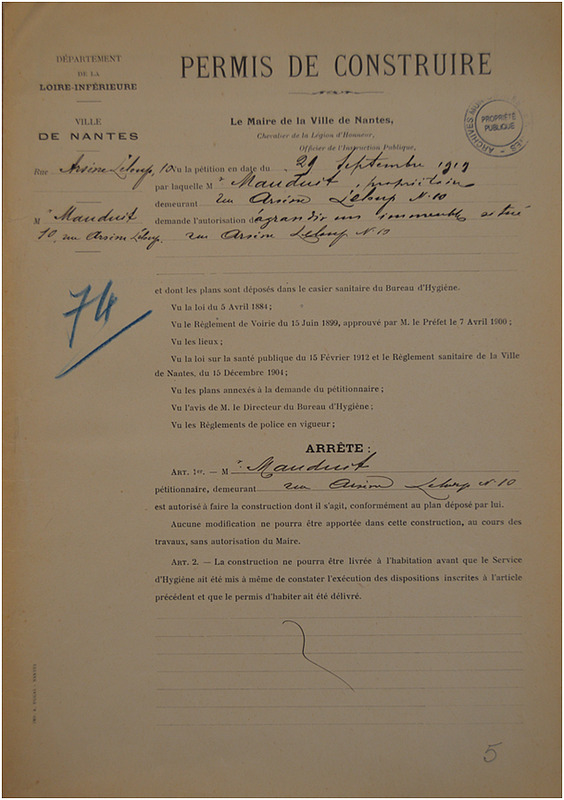 DÉPARTEMENT
DE LA
LOIRE-INFÉRIEURE
VILLE
DE NANTES
Rue Arsène Leloup, 10
Mr Mauduit
10, rue Arsène Leloup.
74
PERMIS DE CONSTRUIRE
Le Maire de la Ville de Nantes,
Chevalier de la Légion d'Honneur,
Officier de l'Instruction Publique,
PROPRIÉTÉ
PUBLIQUE
Vu la pétition en date du 29 Septembre 1919
par laquelle Mr Mauduit, propriétaire
demeurant rue Arsène Leloup N. 10
demande l'autorisation d'agrandir un immeuble situé
rue Arsène Leloup N. 10
et dont les plans sont déposés dans le casier sanitaire du Bureau d'Hygiène.
Vu la loi du 5 Avril 1884;
Vu le Règlement de Voirie du 15 Juin 1899, approuvé par M. le Préfet le 7 Avril 1900;
Vu les lieux;
Vu la loi sur la santé publique du 15 Février 1912 et le Règlement sanitaire de la Ville
de Nantes, du 15 Décembre 1904;
Vu les plans annexés à la demande du pétitionnaire;
Vu l'avis de M. le Directeur du Bureau d'Hygiène;
Vu les Règlements de police en vigueur;
ARRÊTE:
ART. 1er. — Mr Mauduit
pétitionnaire, demeurant rue Arsène Leloup N. 10
est autorisé à faire la construction dont il s'agit, conformément au plan déposé par lui.
Aucune modification ne pourra être apportée dans cette construction, au cours des
travaux, sans autorisation du Maire.
ART. 2. — La construction ne pourra être livrée à l'habitation avant que le Service
d'Hygiène ait été mis à même de constater l'exécution des dispositions inscrites à l'article
précédent et que le permis d'habiter ait été délivré.
5